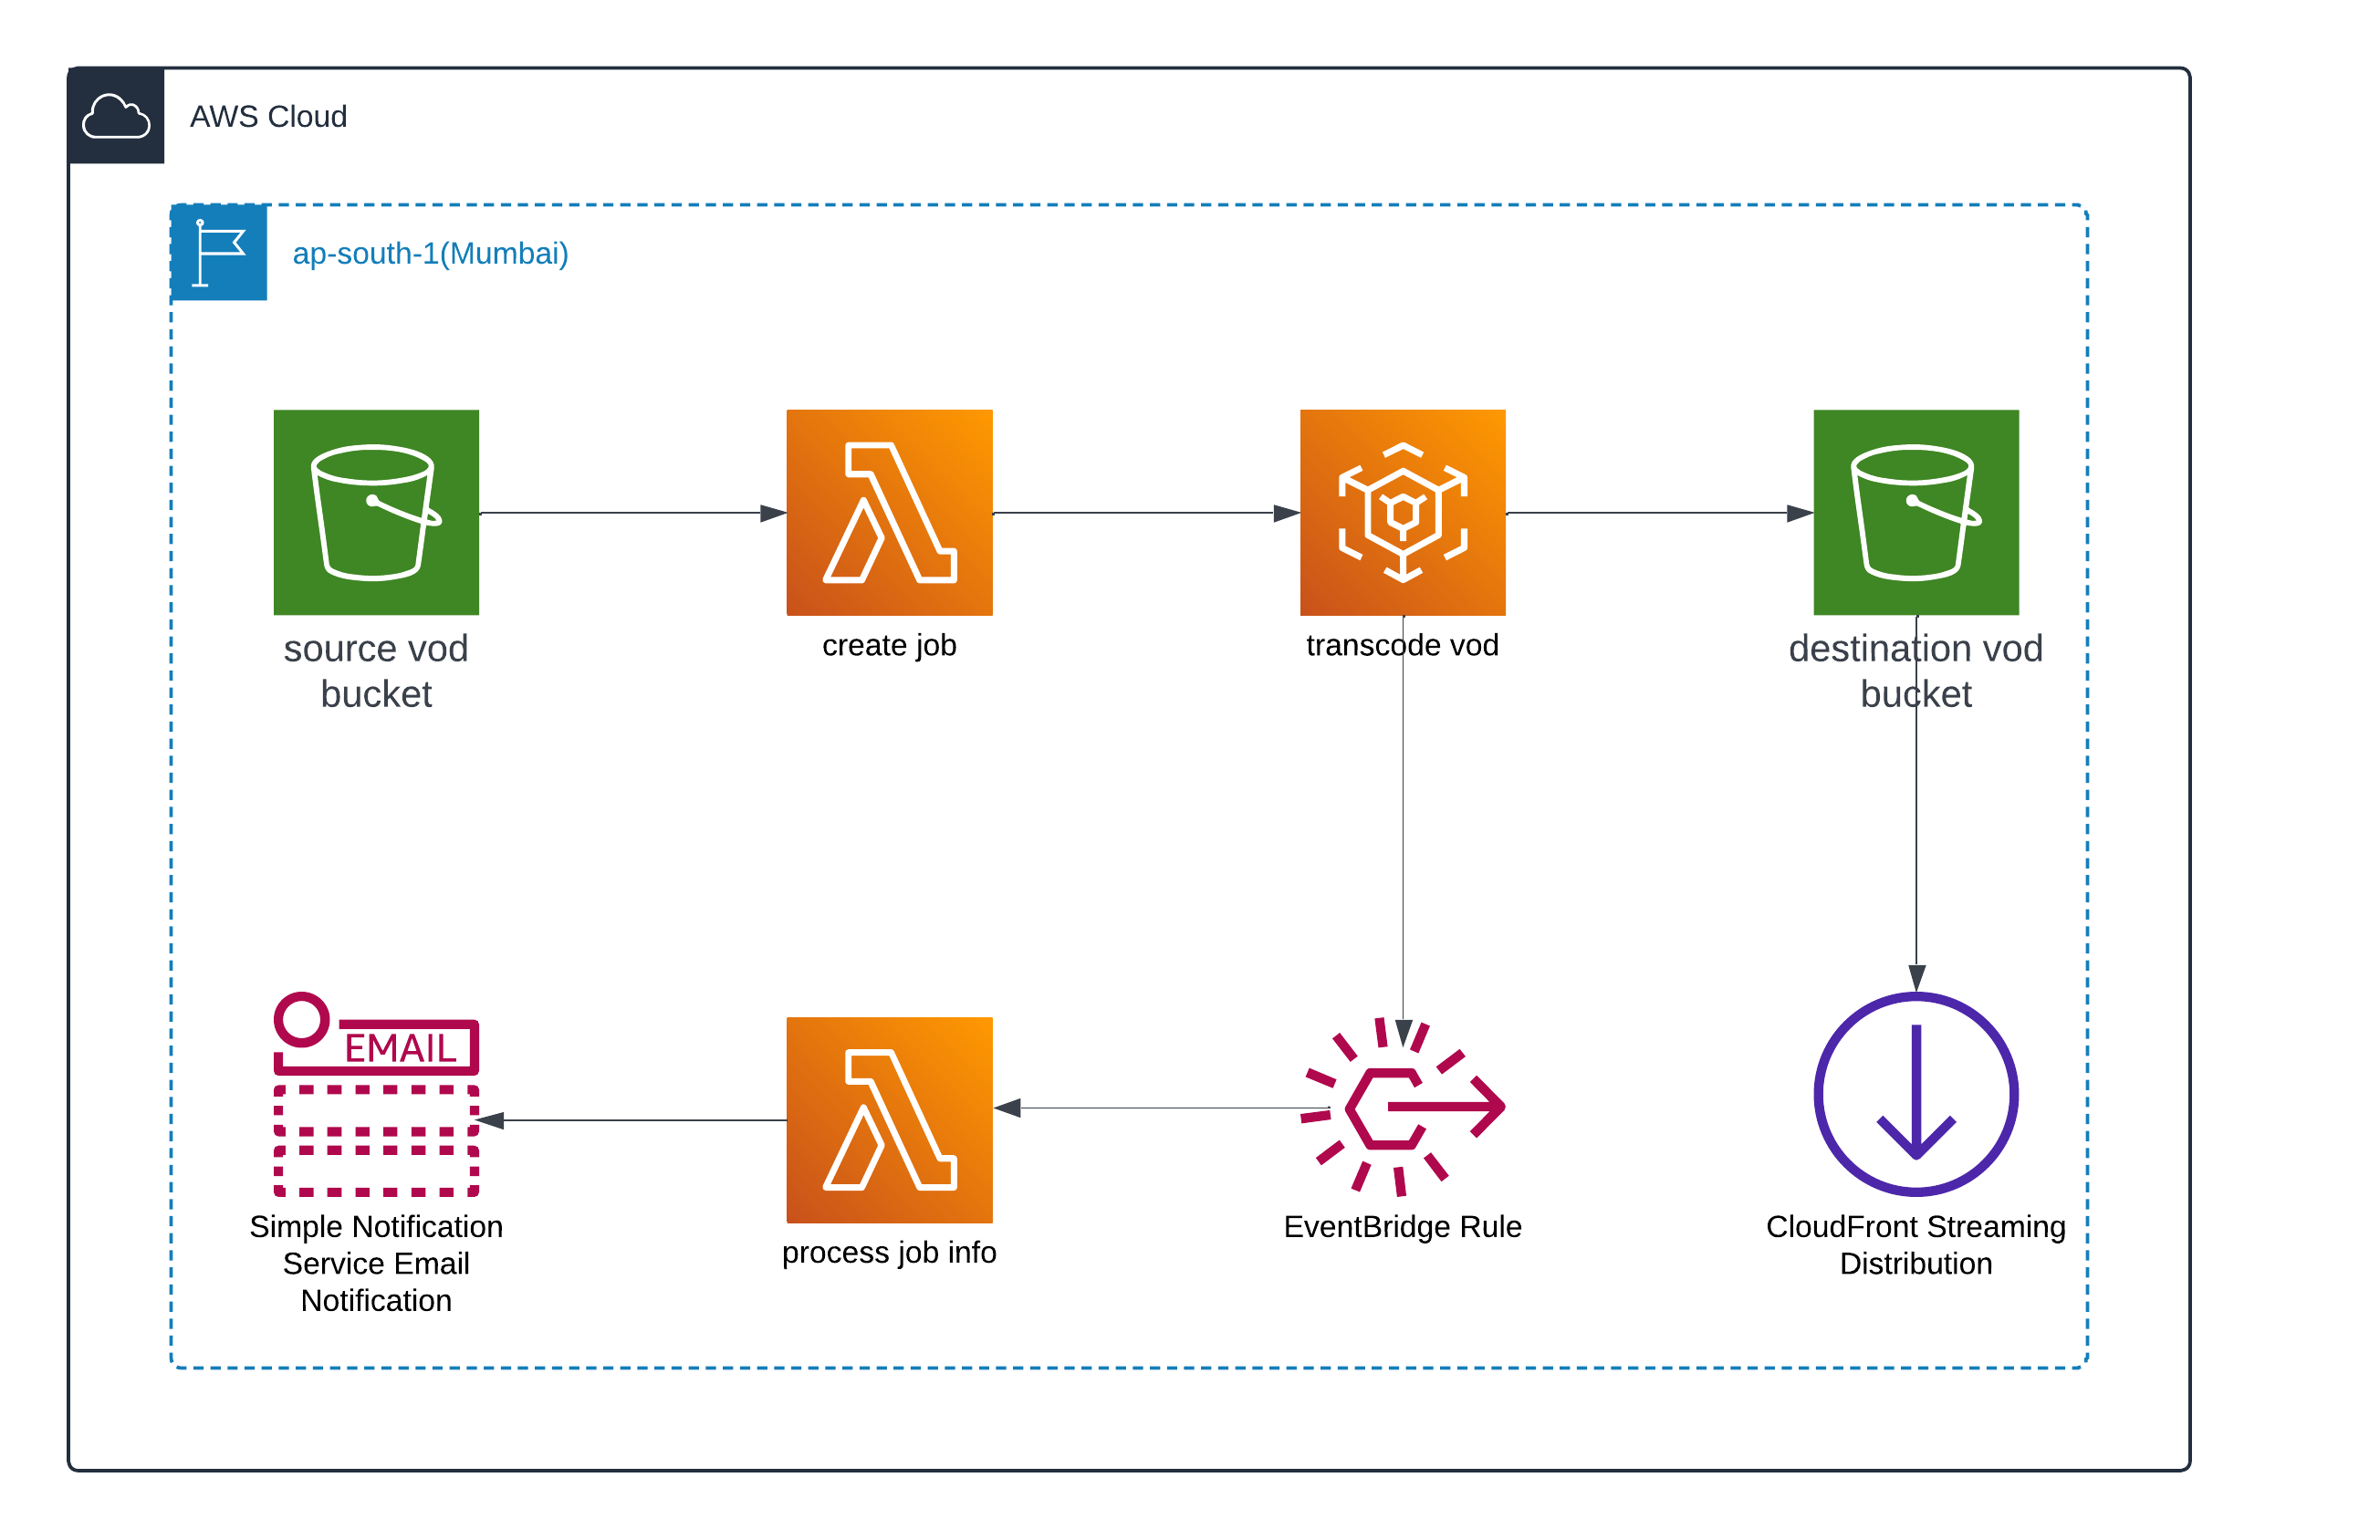 AWS Cloud
ap-south-1(Mumbai)
source vod
bucket
create job
transcode vod
destination vod
bucket
EMAIL
Simple Notification
Service Email
Notification
process job info
EventBridge Rule
CloudFront Streaming
Distribution